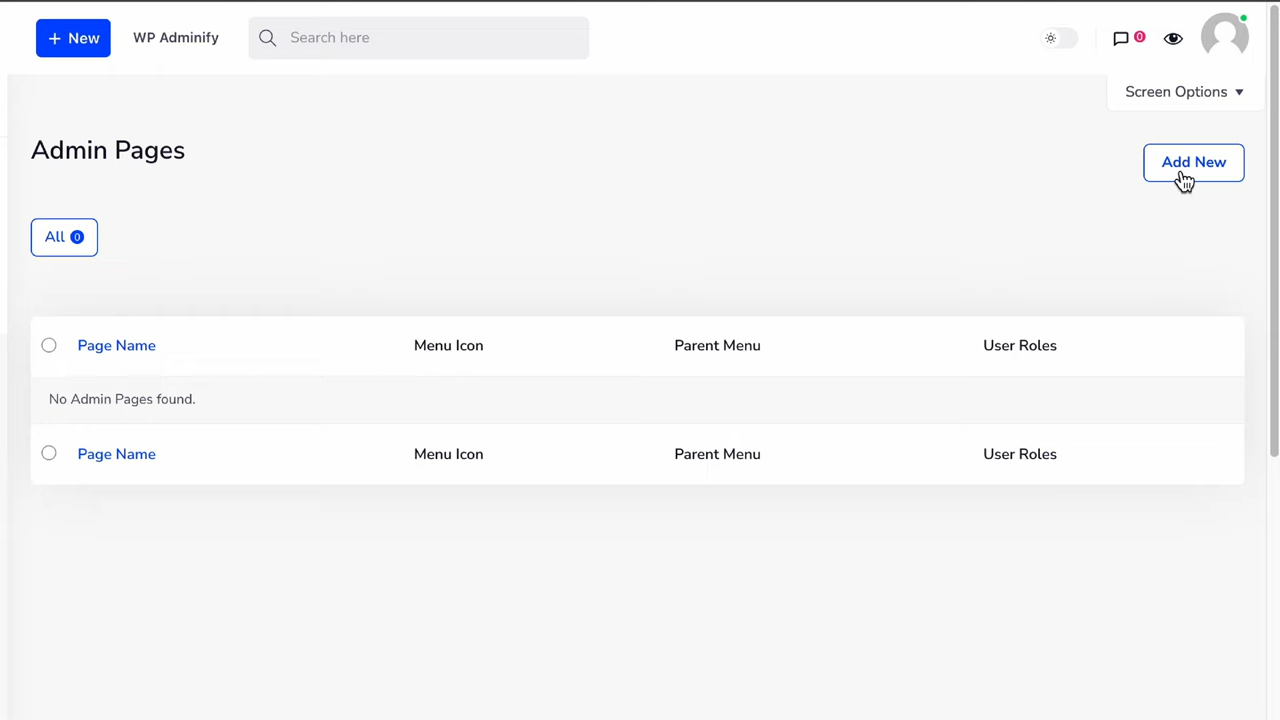 + New
WP Adminify
Search here
0
Screen Options
Admin Pages
Add New
All 0
Page Name Menu Icon Parent Menu User Roles
No Admin Pages found.
Page Name Menu Icon Parent Menu User Roles